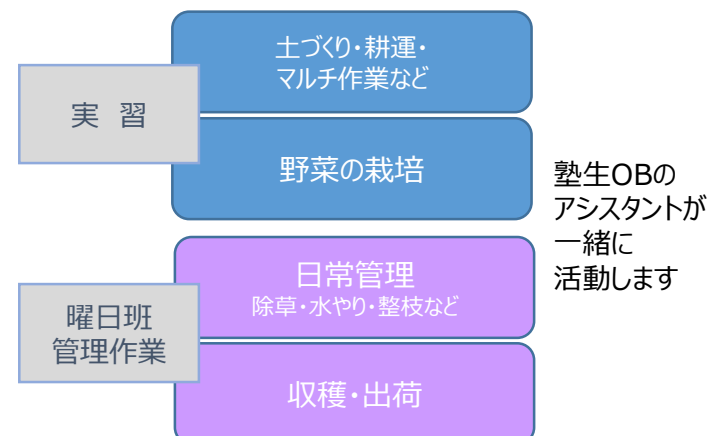 実 習
土づくり・耕運・
マルチ作業など
野菜の栽培
曜日班
管理作業
日常管理
除草・水やり・整枝など
収穫・出荷
塾生OBの
アシスタントが
一緒に
活動します